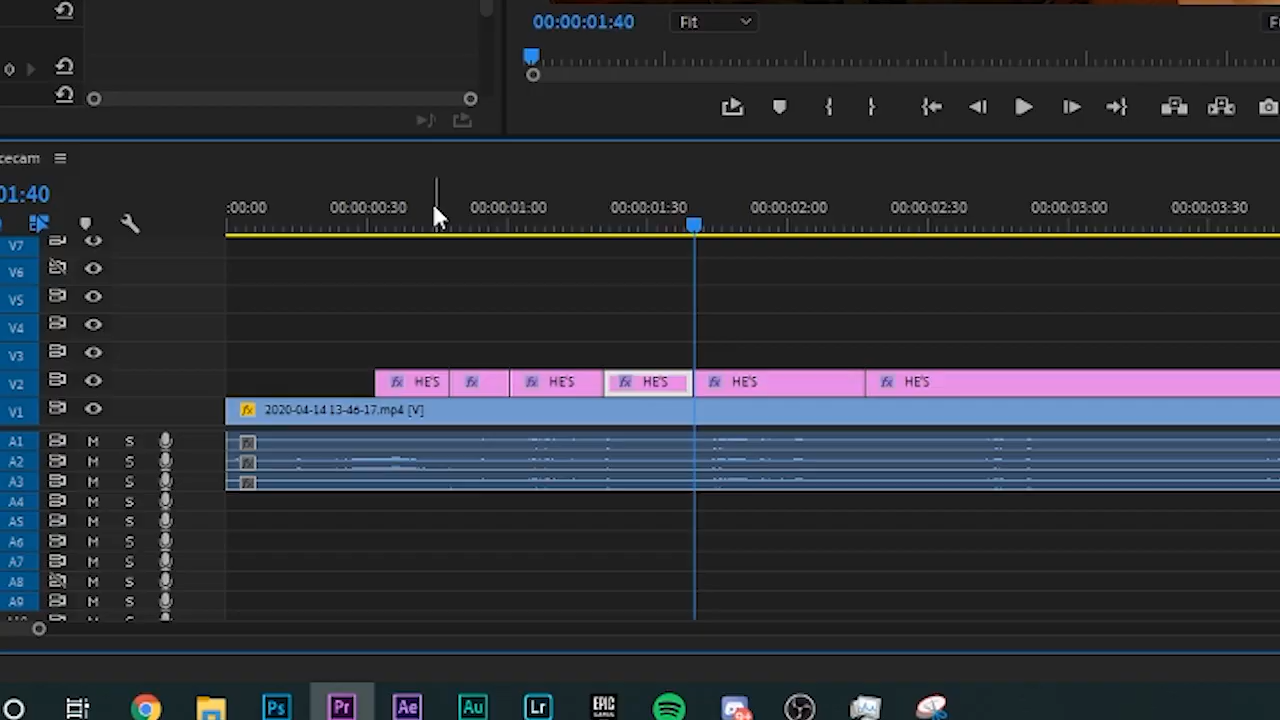 00:00:01:40
Fit
cecam
01:40
:00:00
00:00:00:30
00:00:01:00
00:00:01:30
00:00:02:00
00:00:02:30
00:00:03:00
00:00:03:30
V7
V6
V5
V4
V3
V2
fx HE'S
fx
fx HE'S
fx HE'S
fx HE'S
fx HE'S
V1
fx 2020-04-14 13-46-17.mp4 [V]
A1 M S
A2 M S
A3 M S
A4 M S
A5 M S
A6 M S
A7 M S
A8 M S
A9 M S
Ps
Pr
Ae
Au
Lr
EPIC
GAMES